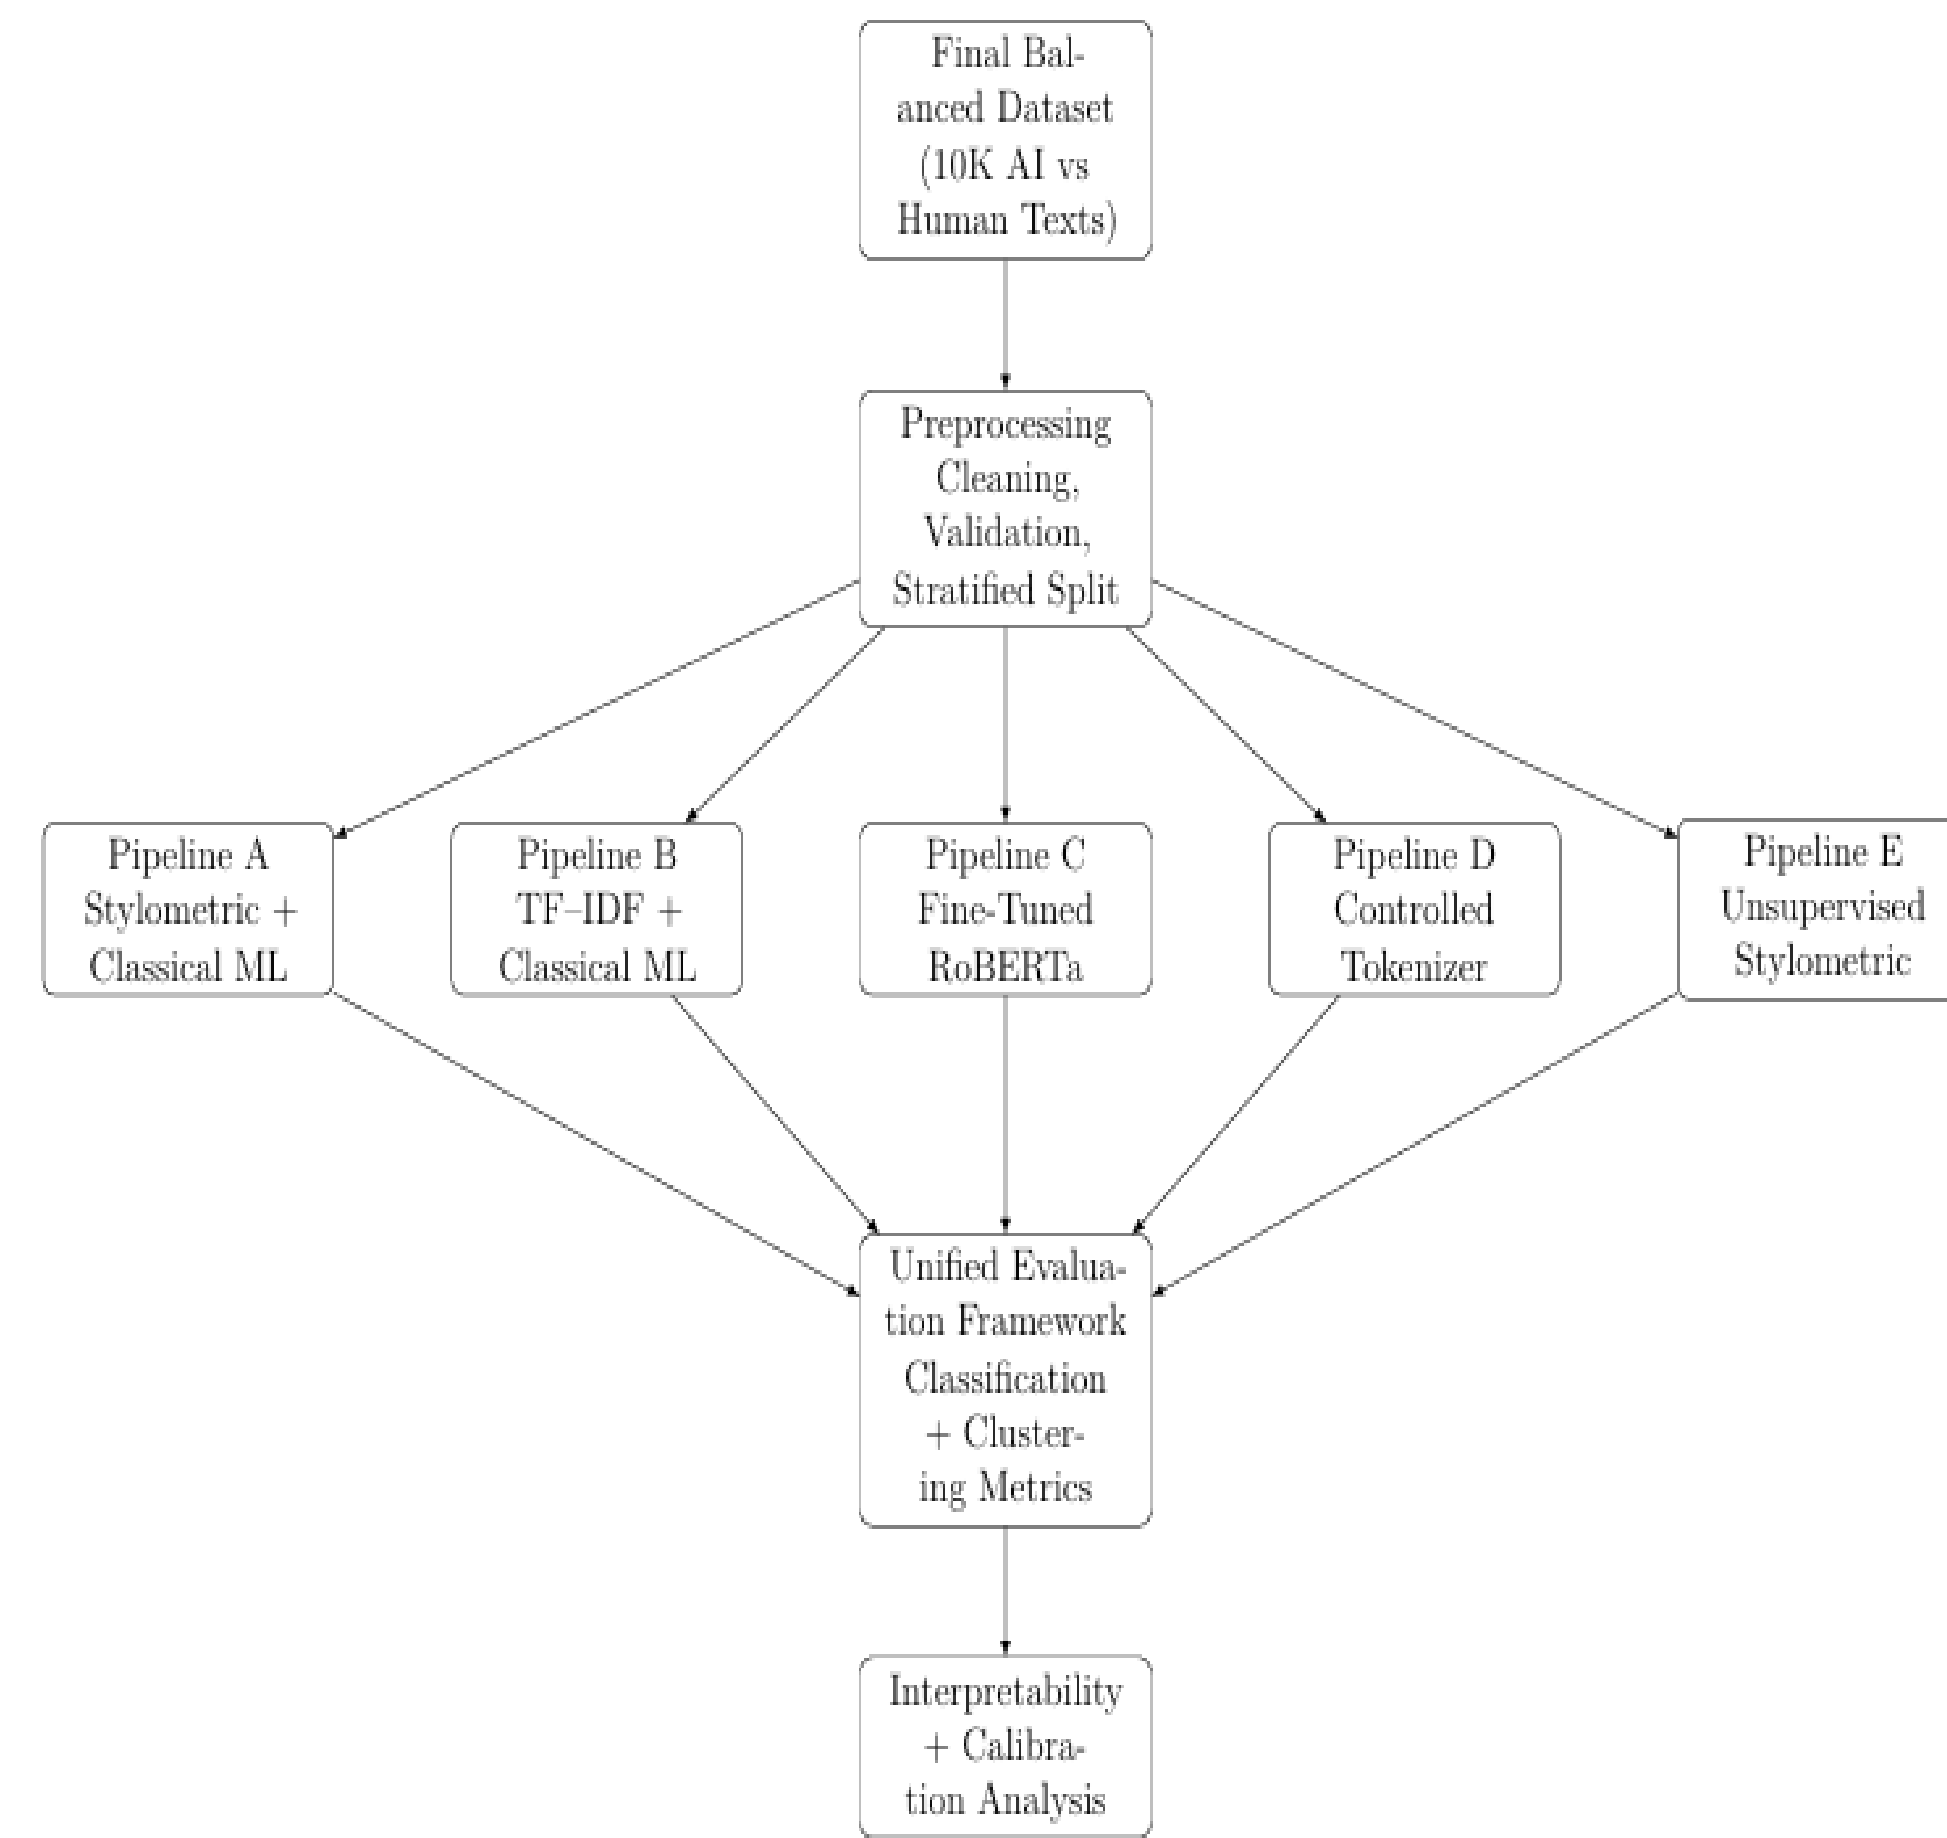 Final Bal-
anced Dataset
(10K AI vs
Human Texts)
Preprocessing
Cleaning,
Validation,
Stratified Split
Pipeline A
Stylometric +
Classical ML
Pipeline B
TF–IDF +
Classical ML
Pipeline C
Fine-Tuned
RoBERTa
Pipeline D
Controlled
Tokenizer
Pipeline E
Unsupervised
Stylometric
Unified Evalua-
tion Framework
Classification
+ Cluster-
ing Metrics
Interpretability
+ Calibra-
tion Analysis